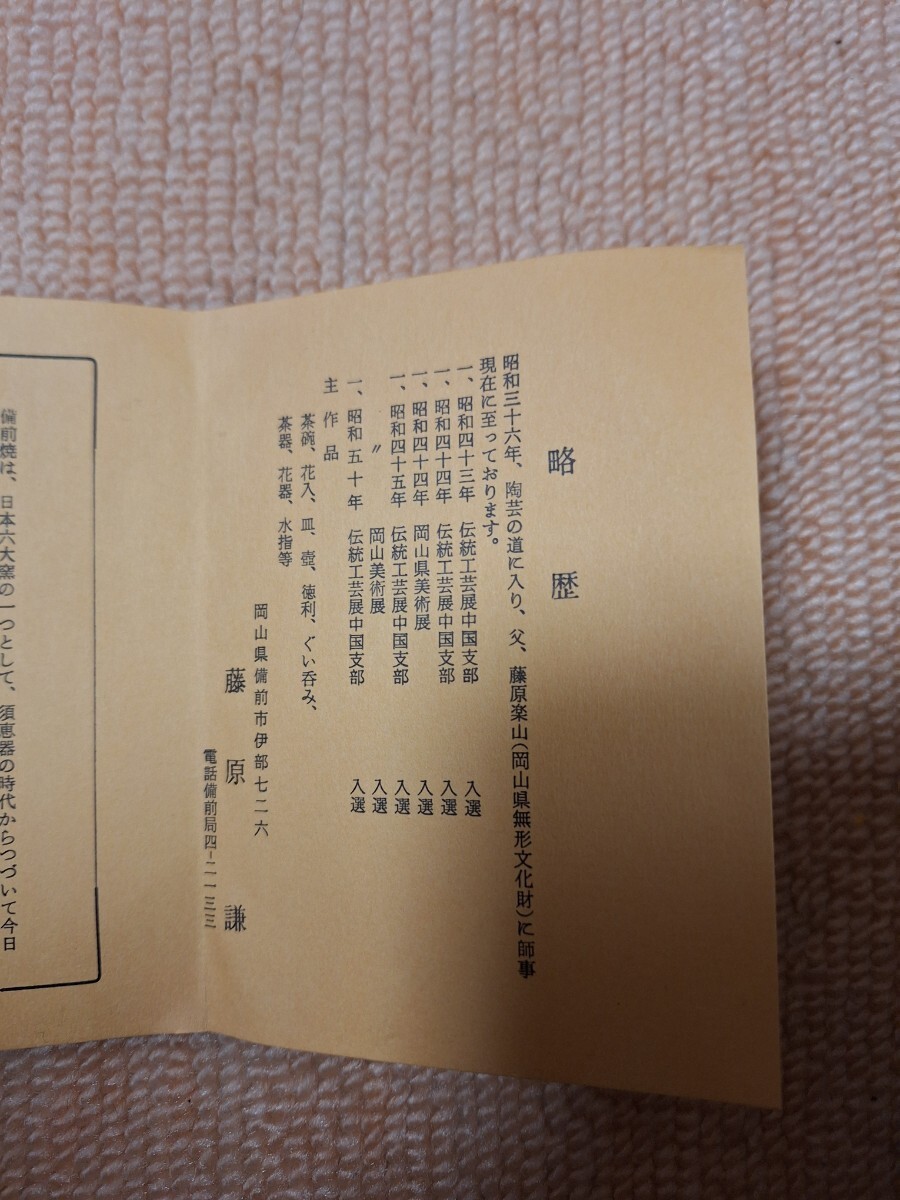 略歴
昭和三十六年、陶芸の道に入り、父、藤原楽山(岡山県無形文化財)に師事
現在に至っております。
一、昭和四十三年 伝統工芸展中国支部 入選
一、昭和四十四年 伝統工芸展中国支部 入選
一、昭和四十四年 岡山県美術展 入選
一、昭和四十五年 伝統工芸展中国支部 入選
〃 岡山美術展 入選
一、昭和五十年 伝統工芸展中国支部 入選
主作品
茶碗、花入、皿、壺、徳利、ぐい呑み、
茶器、花器、水指等
岡山県備前市伊部七二六
藤原謙
電話備前局四-二一三三
備前焼は、日本六大窯の一つとして、須恵器の時代からつづいて今日